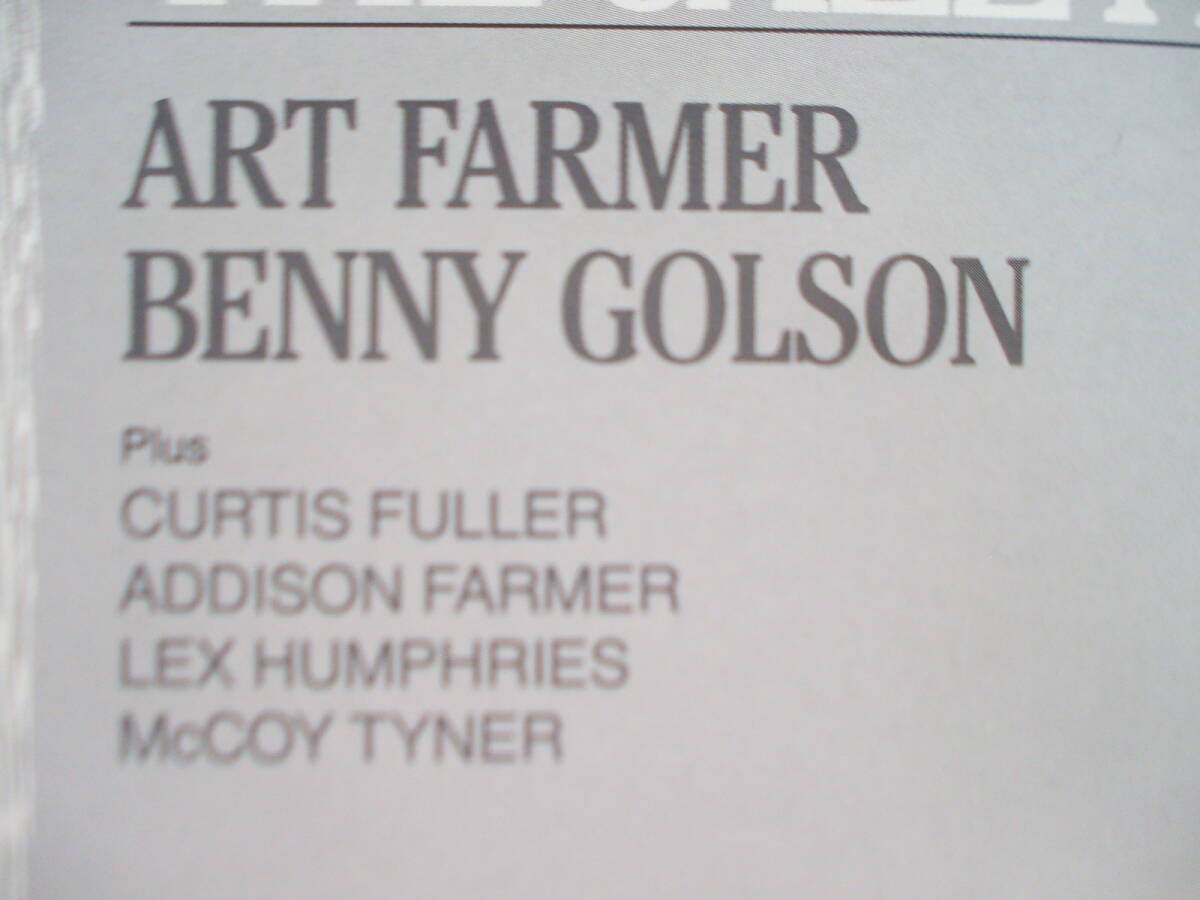 ART FARMER
BENNY GOLSON
Plus
CURTIS FULLER
ADDISON FARMER
LEX HUMPHRIES
McCOY TYNER